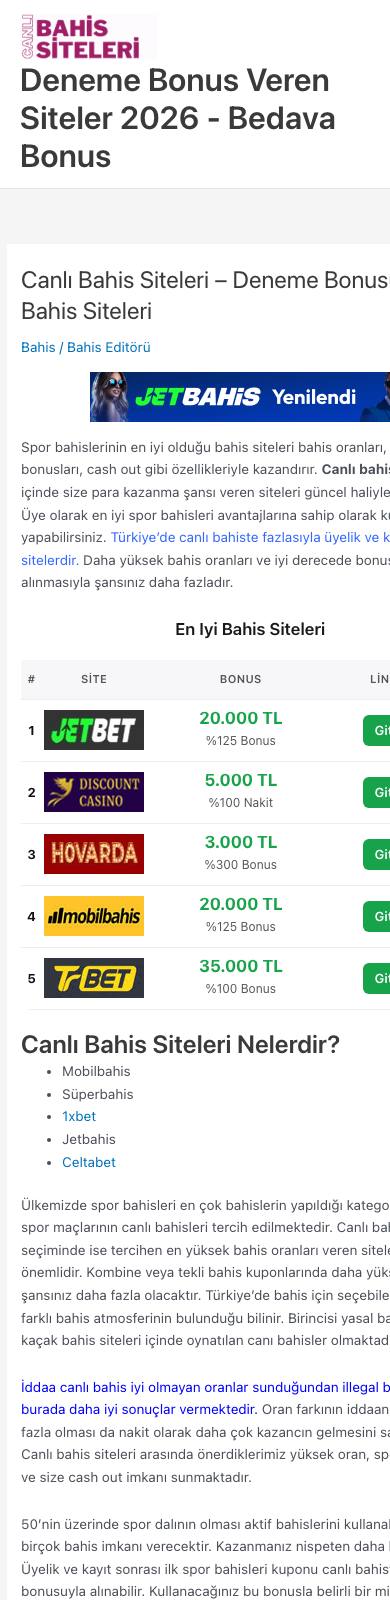 CANLI BAHİS SİTELERİ
Deneme Bonus Veren
Siteler 2026 - Bedava
Bonus
Canlı Bahis Siteleri – Deneme Bonusu
Bahis Siteleri
Bahis / Bahis Editörü
JETBAHİS Yenilendi
Spor bahislerinin en iyi olduğu bahis siteleri bahis oranları,
bonusları, cash out gibi özellikleriyle kazandırır. Canlı bahis
içinde size para kazanma şansı veren siteleri güncel haliyle
Üye olarak en iyi spor bahisleri avantajlarına sahip olarak
yapabilirsiniz. Türkiye’de canlı bahiste fazlasıyla üyelik ve
sitelerdir. Daha yüksek bahis oranları ve iyi derecede
alınmasıyla şansınız daha fazladır.
En Iyi Bahis Siteleri
# SİTE BONUS LİN
1 JETBET 20.000 TL
%125 Bonus
Git
2 DISCOUNT CASINO 5.000 TL
%100 Nakit
Git
3 HOVARDA 3.000 TL
%300 Bonus
Git
4 mobilbahis 20.000 TL
%125 Bonus
Git
5 TRBET 35.000 TL
%100 Bonus
Git
Canlı Bahis Siteleri Nelerdir?
• Mobilbahis
• Süperbahis
• 1xbet
• Jetbahis
• Celtabet
Ülkemizde spor bahisleri en çok bahislerin yapıldığı
spor maçlarının canlı bahisleri tercih edilmektedir. Canlı
seçiminde ise tercihen en yüksek bahis oranları veren
önemlidir. Kombine veya tekli bahis kuponlarında daha
şansınız daha fazla olacaktır. Türkiye’de bahis için
farklı bahis atmosferinin bulunduğu bilinir. Birincisi yasal
kaçak bahis siteleri içinde oynatılan canı bahisler
İddaa canlı bahis iyi olmayan oranlar sunduğundan illegal
burada daha iyi sonuçlar vermektedir. Oran farkının iddaan
fazla olması da nakit olarak daha çok kazancın gelmesini
Canlı bahis siteleri arasında önerdiklerimiz yüksek oran,
ve size cash out imkanı sunmaktadır.
50’nin üzerinde spor dalının olması aktif bahislerini
birçok bahis imkanı verecektir. Kazanmanız nispeten daha
Üyelik ve kayıt sonrası ilk spor bahisleri kuponu canlı
bonusuyla alınabilir. Kullanacağınız bu bonusla belirli bir